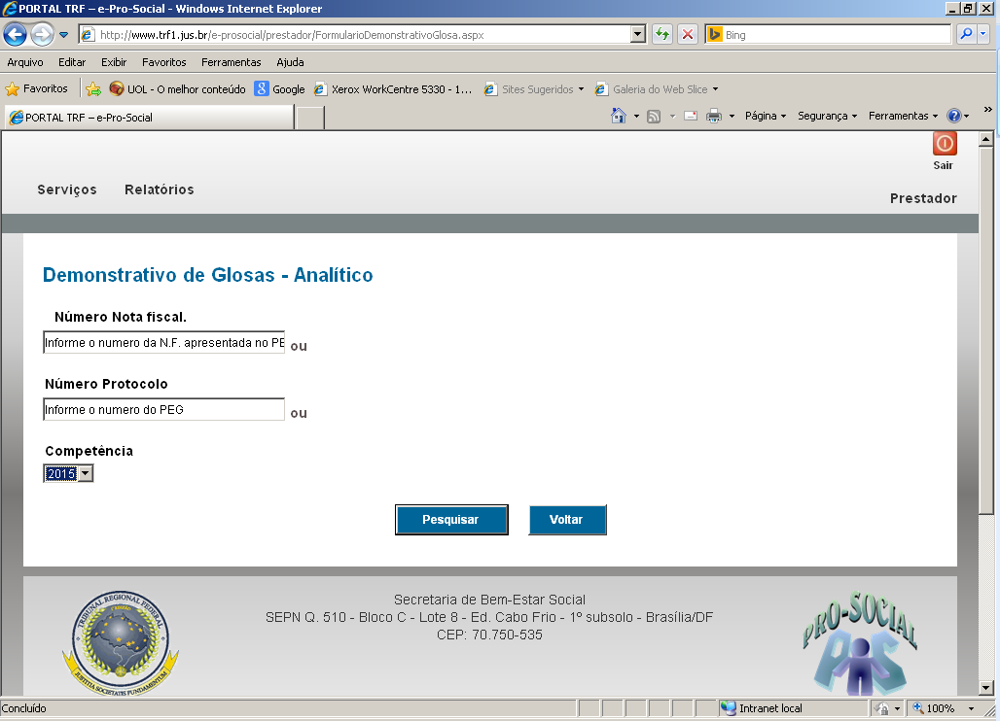 PORTAL TRF – e-Pro-Social - Windows Internet Explorer
http://www.trf1.jus.br/e-prosocial/prestador/FormularioDemonstrativoGlosa.aspx
Bing
Arquivo Editar Exibir Favoritos Ferramentas Ajuda
Favoritos UOL - O melhor conteúdo Google Xerox WorkCentre 5330 - 1... Sites Sugeridos Galeria do Web Slice
PORTAL TRF – e-Pro-Social
Página Segurança Ferramentas »
Sair
Serviços Relatórios
Prestador
Demonstrativo de Glosas - Analítico
Número Nota fiscal.
Informe o numero da N.F. apresentada no PE ou
Número Protocolo
Informe o numero do PEG ou
Competência
2015
Pesquisar Voltar
TRIBUNAL REGIONAL FEDERAL
1ª REGIÃO
JUSTITIA SOCIETATIS FUNDAMENTUM
Secretaria de Bem-Estar Social
SEPN Q. 510 - Bloco C - Lote 8 - Ed. Cabo Frio - 1º subsolo - Brasília/DF
CEP: 70.750-535
PRO-SOCIAL
Concluído Intranet local 100%